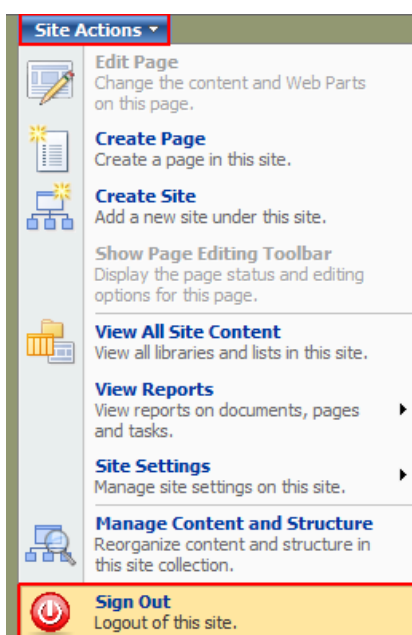 Site Actions
Edit Page
Change the content and Web Parts
on this page.
Create Page
Create a page in this site.
Create Site
Add a new site under this site.
Show Page Editing Toolbar
Display the page status and editing
options for this page.
View All Site Content
View all libraries and lists in this site.
View Reports
View reports on documents, pages
and tasks.
Site Settings
Manage site settings on this site.
Manage Content and Structure
Reorganize content and structure in
this site collection.
Sign Out
Logout of this site.